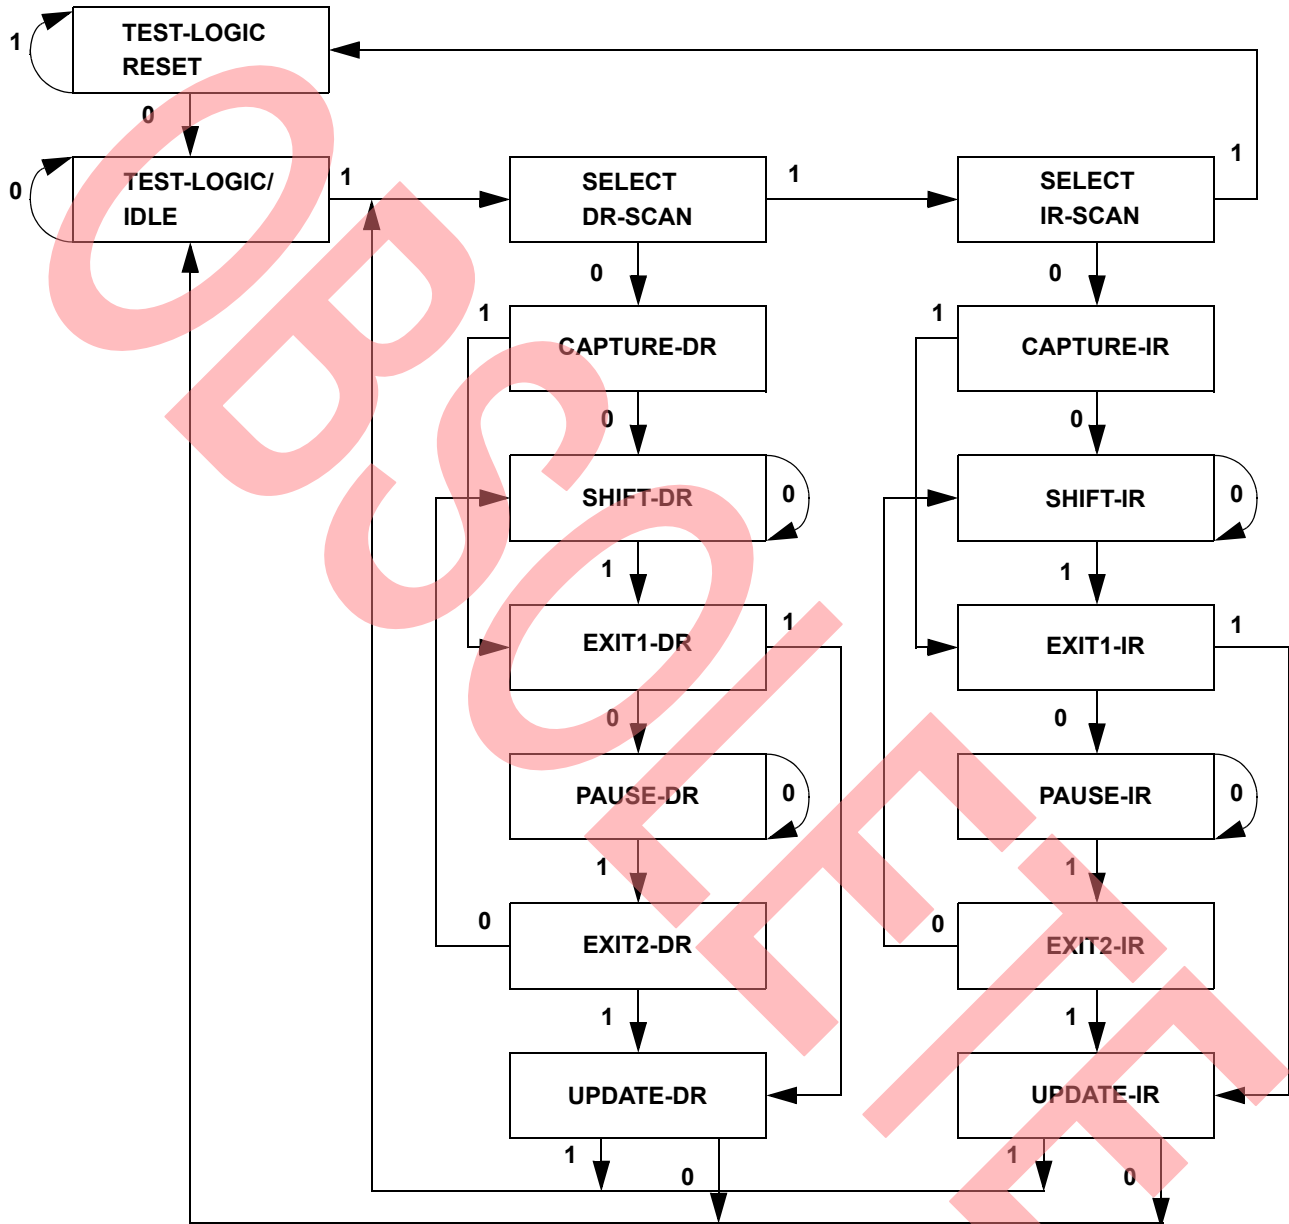 TEST-LOGIC
RESET
1
0
TEST-LOGIC/
IDLE
0
1
SELECT
DR-SCAN
1
SELECT
IR-SCAN
1
0
0
1
CAPTURE-DR
1
CAPTURE-IR
0
0
SHIFT-DR
0
SHIFT-IR
0
1
1
EXIT1-DR
1
EXIT1-IR
1
0
0
PAUSE-DR
0
PAUSE-IR
0
1
1
0
EXIT2-DR
0
EXIT2-IR
1
1
UPDATE-DR
UPDATE-IR
1
0
1
0
OBSOLETE